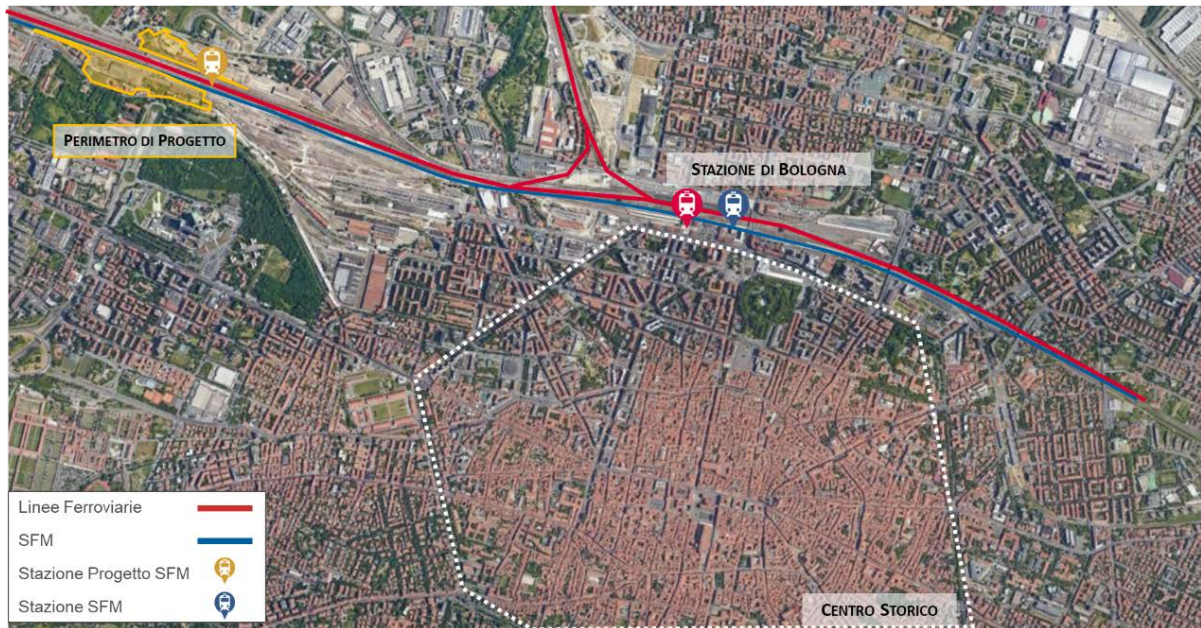 PERIMETRO DI PROGETTO
STAZIONE DI BOLOGNA
Linee Ferroviarie
SFM
Stazione Progetto SFM
Stazione SFM
CENTRO STORICO